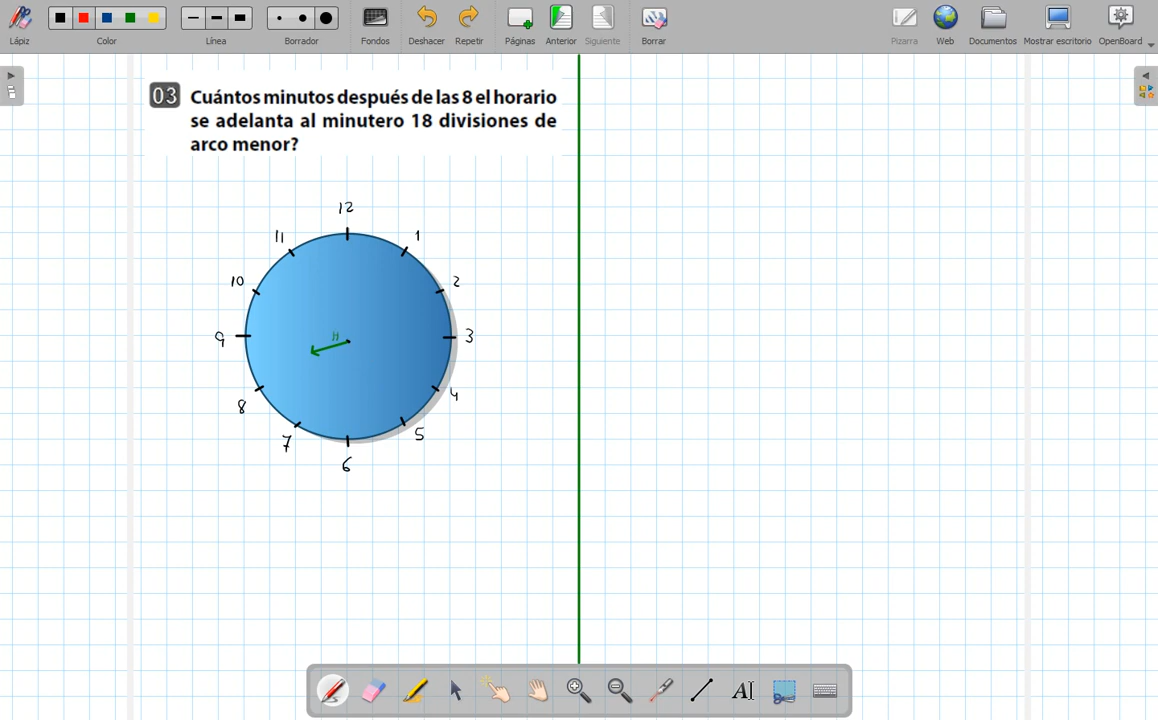 Lápiz
Color
Línea
Borrador
Fondos
Deshacer
Repetir
Páginas
Anterior
Siguiente
Borrar
Pizarra
Web
Documentos
Mostrar escritorio
OpenBoard
03 Cuántos minutos después de las 8 el horario
se adelanta al minutero 18 divisiones de
arco menor?
12
11
1
10
2
H
9
3
8
4
7
5
6
AI